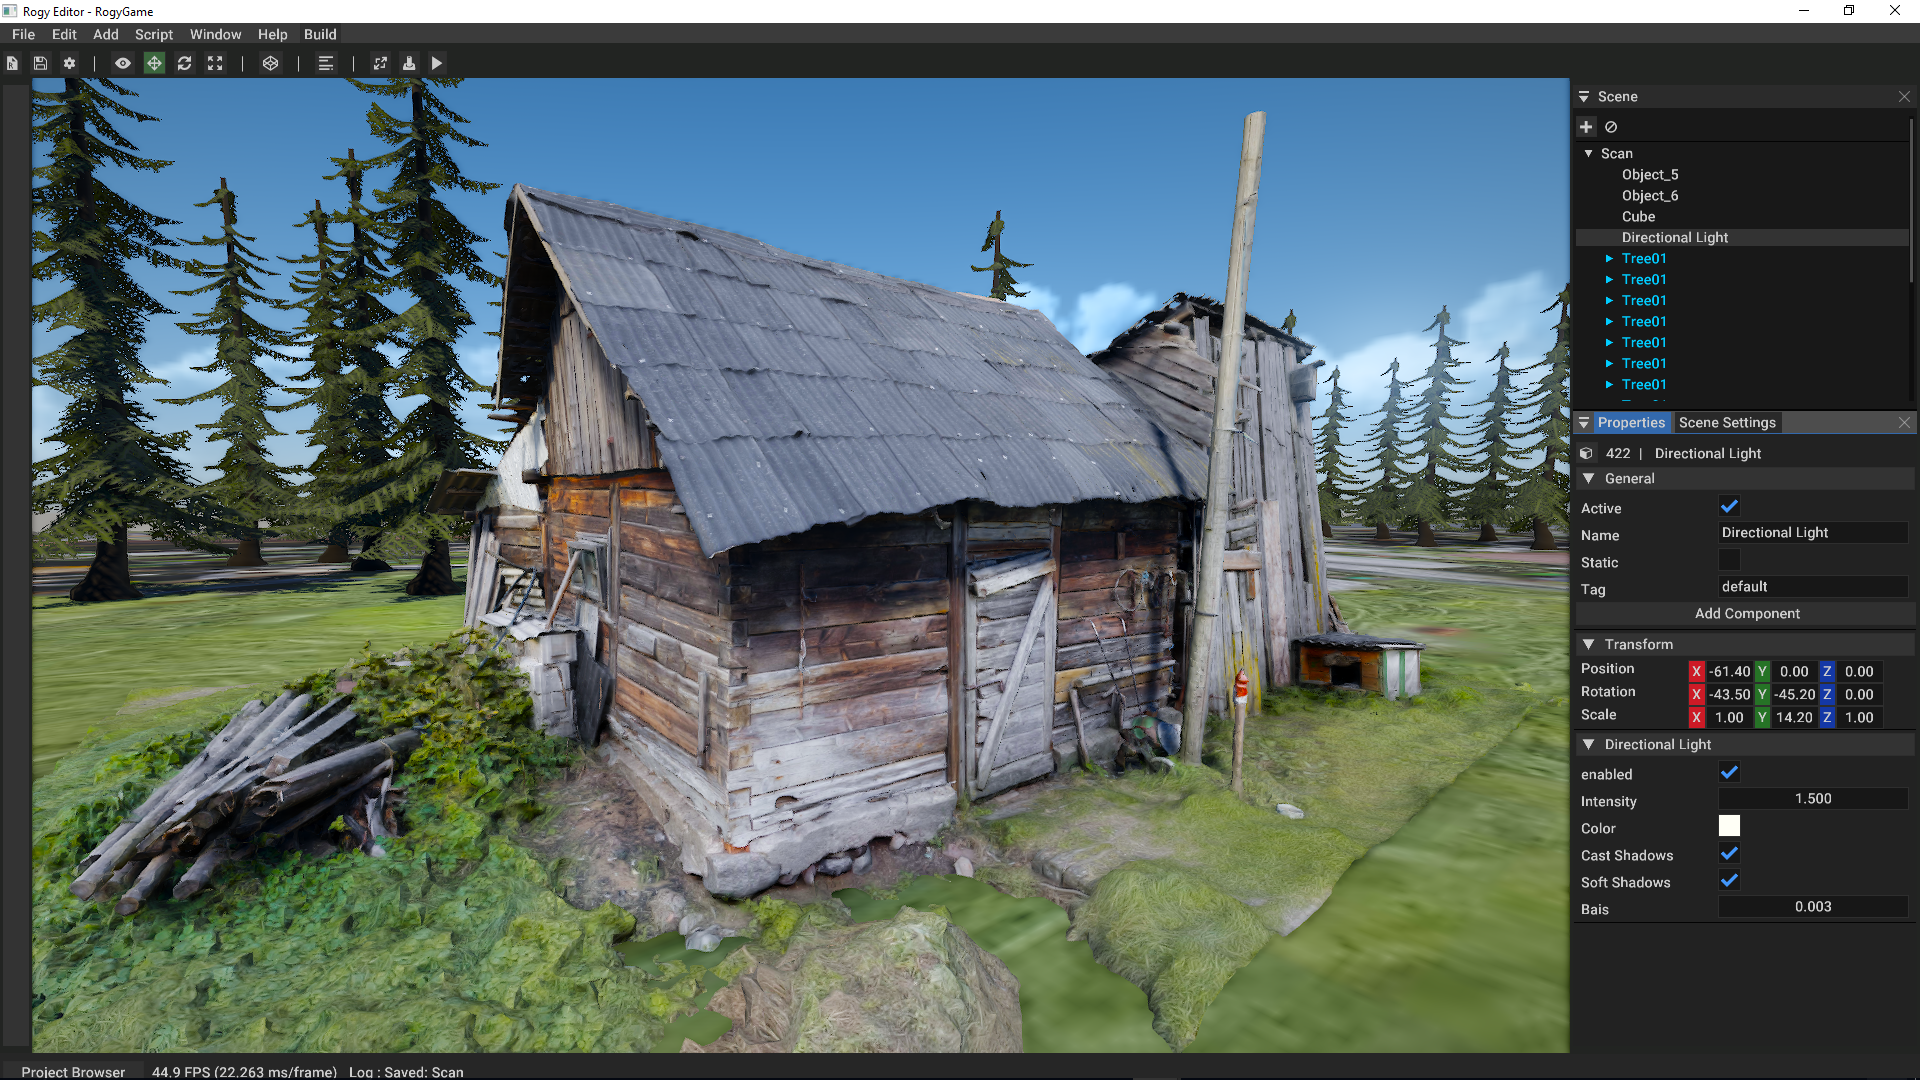 Rogy Editor - RogyGame
File Edit Add Script Window Help Build
Scene
Scan
Object_5
Object_6
Cube
Directional Light
Tree01
Tree01
Tree01
Tree01
Tree01
Tree01
Tree01
Properties Scene Settings
422 | Directional Light
General
Active
Name Directional Light
Static
Tag default
Add Component
Transform
Position X -61.40 Y 0.00 Z 0.00
Rotation X -43.50 Y -45.20 Z 0.00
Scale X 1.00 Y 14.20 Z 1.00
Directional Light
enabled
Intensity 1.500
Color
Cast Shadows
Soft Shadows
Bais 0.003
Project Browser 44.9 FPS (22.263 ms/frame) Log : Saved: Scan